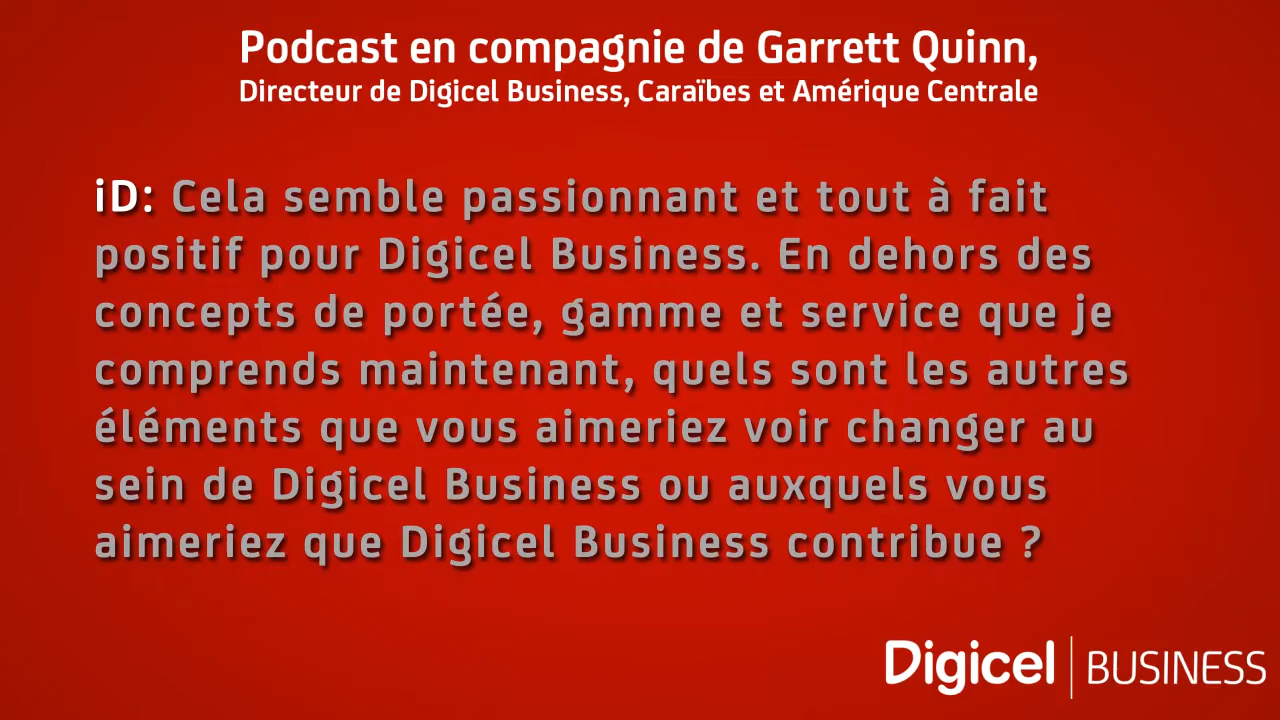 Podcast en compagnie de Garrett Quinn,
Directeur de Digicel Business, Caraïbes et Amérique Centrale
iD: Cela semble passionnant et tout à fait
positif pour Digicel Business. En dehors des
concepts de portée, gamme et service que je
comprends maintenant, quels sont les autres
éléments que vous aimeriez voir changer au
sein de Digicel Business ou auxquels vous
aimeriez que Digicel Business contribue ?
Digicel | BUSINESS